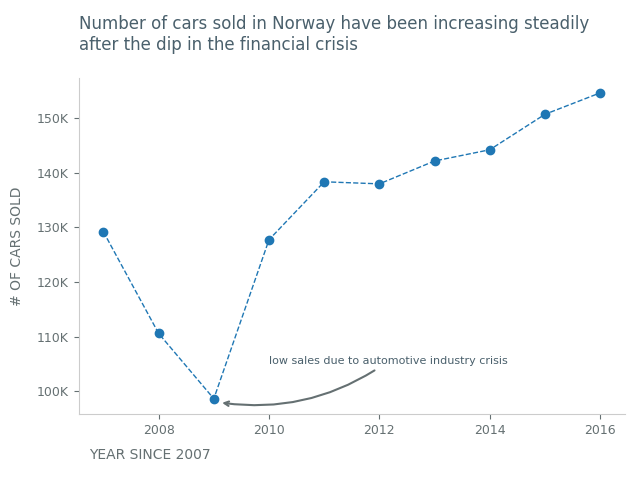 Number of cars sold in Norway have been increasing steadily
after the dip in the financial crisis
150K
140K
130K
120K
110K
100K
# OF CARS SOLD
low sales due to automotive industry crisis
2008 2010 2012 2014 2016
YEAR SINCE 2007